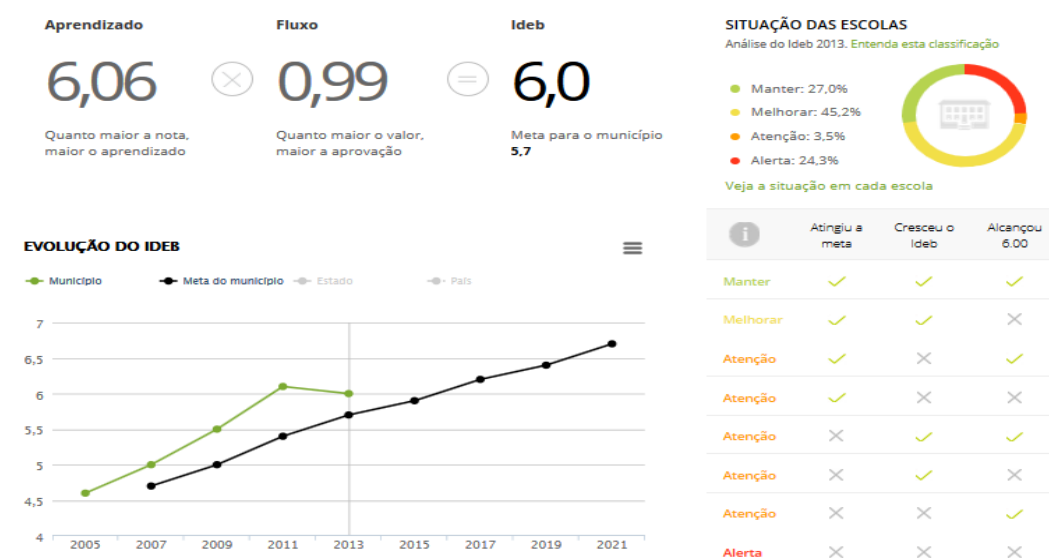 Aprendizado
6,06
Quanto maior a nota,
maior o aprendizado
Fluxo
0,99
Quanto maior o valor,
maior a aprovação
Ideb
6,0
Meta para o município
5,7
SITUAÇÃO DAS ESCOLAS
Análise do Ideb 2013. Entenda esta classificação
Manter: 27,0%
Melhorar: 45,2%
Atenção: 3,5%
Alerta: 24,3%
Veja a situação em cada escola
EVOLUÇÃO DO IDEB
Município
Meta do município
Estado
País
7
6,5
6
5,5
5
4,5
4
2005 2007 2009 2011 2013 2015 2017 2019 2021
i
Atingiu a
meta
Cresceu o
Ideb
Alcançou
6.00
Manter
Melhorar
Atenção
Atenção
Atenção
Atenção
Atenção
Alerta